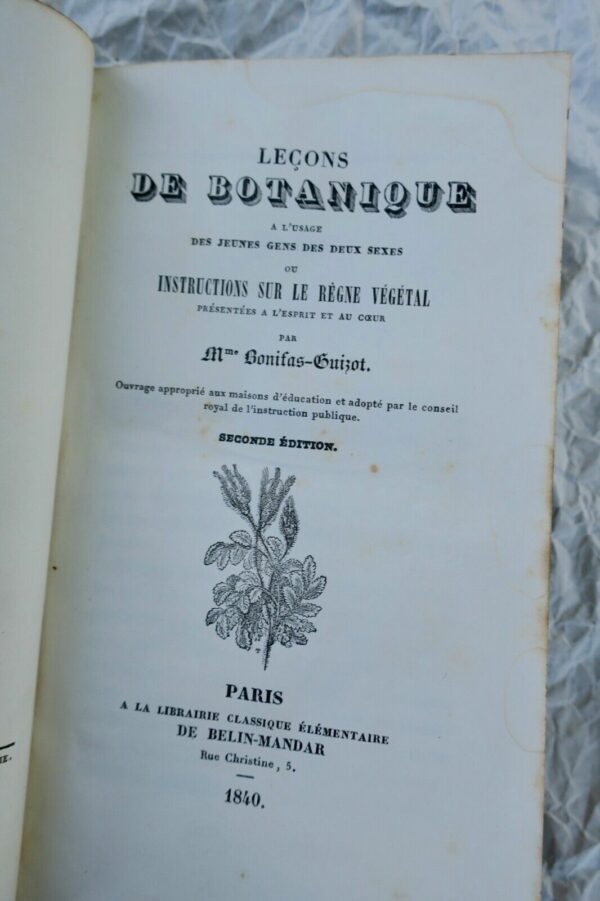 LEÇONS
DE BOTANIQUE
A L'USAGE
DES JEUNES GENS DES DEUX SEXES
OU
INSTRUCTIONS SUR LE RÈGNE VÉGÉTAL
PRÉSENTÉES A L'ESPRIT ET AU CŒUR
PAR
Mme Bonifas-Guizot.
Ouvrage approprié aux maisons d'éducation et adopté par le conseil
royal de l'instruction publique.
SECONDE ÉDITION.
PARIS
A LA LIBRAIRIE CLASSIQUE ÉLÉMENTAIRE
DE BELIN-MANDAR
Rue Christine, 5.
1840.